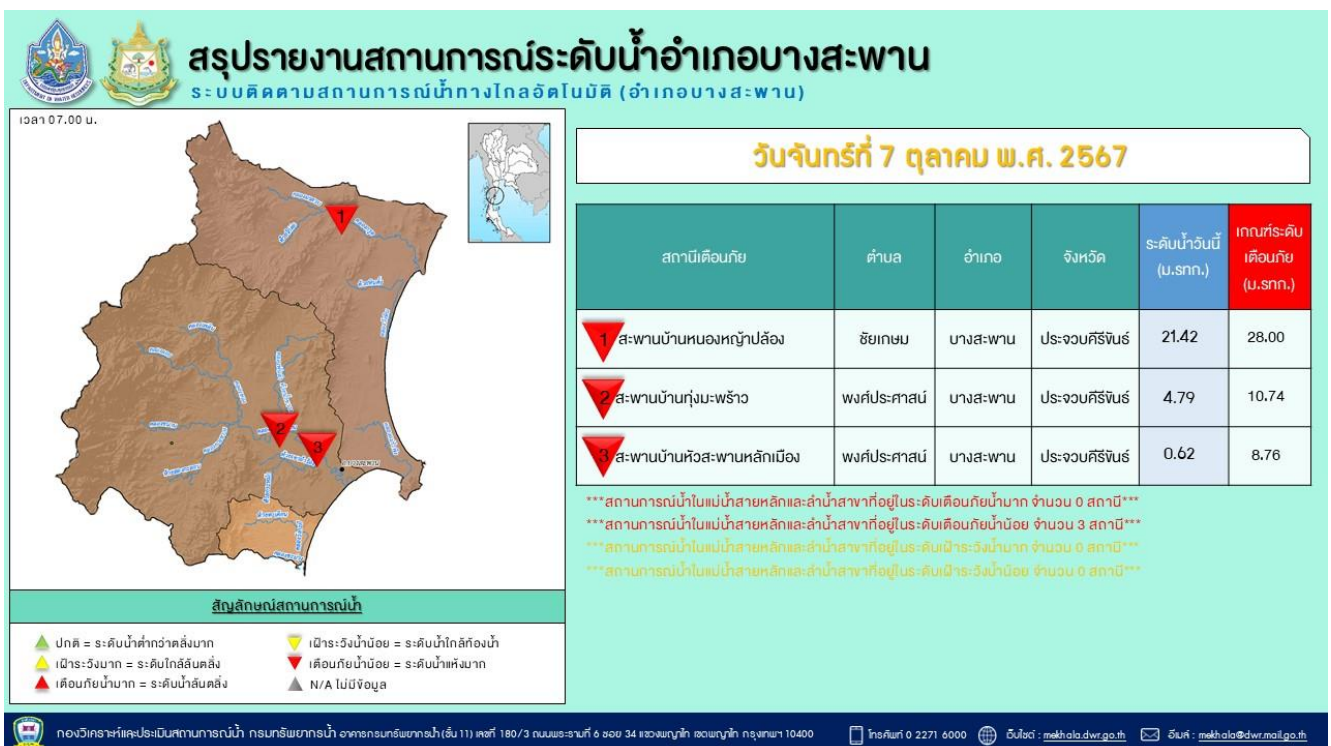 สรุปรายงานสถานการณ์ระดับน้ำอำเภอบางสะพาน
ระบบติดตามสถานการณ์น้ำทางไกลอัตโนมัติ (อำเภอบางสะพาน)
เวลา 07.00 น.
1
2
3
วันจันทร์ที่ 7 ตุลาคม พ.ศ. 2567
สถานีเตือนภัย ตำบล อำเภอ จังหวัด ระดับน้ำวันนี้ (ม.รทก.) เกณฑ์ระดับเตือนภัย (ม.รทก.)
1 สะพานบ้านหนองหญ้าปล้อง ชัยเกษม บางสะพาน ประจวบคีรีขันธ์ 21.42 28.00
2 สะพานบ้านทุ่งมะพร้าว พงศ์ประศาสน์ บางสะพาน ประจวบคีรีขันธ์ 4.79 10.74
3 สะพานบ้านหัวสะพานหลักเมือง พงศ์ประศาสน์ บางสะพาน ประจวบคีรีขันธ์ 0.62 8.76
***สถานการณ์น้ำในแม่น้ำสายหลักและลำน้ำสาขาที่อยู่ในระดับเตือนภัยน้ำมาก จำนวน 0 สถานี***
***สถานการณ์น้ำในแม่น้ำสายหลักและลำน้ำสาขาที่อยู่ในระดับเตือนภัยน้ำน้อย จำนวน 3 สถานี***
***สถานการณ์น้ำในแม่น้ำสายหลักและลำน้ำสาขาที่อยู่ในระดับเฝ้าระวังน้ำมาก จำนวน 0 สถานี***
***สถานการณ์น้ำในแม่น้ำสายหลักและลำน้ำสาขาที่อยู่ในระดับเฝ้าระวังน้ำน้อย จำนวน 0 สถานี***
สัญลักษณ์สถานการณ์น้ำ
ปกติ = ระดับน้ำต่ำกว่าตลิ่งมาก
เฝ้าระวังมาก = ระดับใกล้ล้นตลิ่ง
เตือนภัยน้ำมาก = ระดับน้ำล้นตลิ่ง
เฝ้าระวังน้ำน้อย = ระดับน้ำใกล้ท้องน้ำ
เตือนภัยน้ำน้อย = ระดับน้ำแห้งมาก
N/A ไม่มีข้อมูล
กองวิเคราะห์และประเมินสถานการณ์น้ำ กรมทรัพยากรน้ำ อาคารกรมทรัพยากรน้ำ (ชั้น 11) เลขที่ 180/3 ถนนพระรามที่ 6 ซอย 34 แขวงพญาไท เขตพญาไท กรุงเทพฯ 10400 โทรศัพท์ 0 2271 6000 เว็บไซต์ : mekhala.dwr.go.th อีเมล์ : mekhala@dwr.mail.go.th